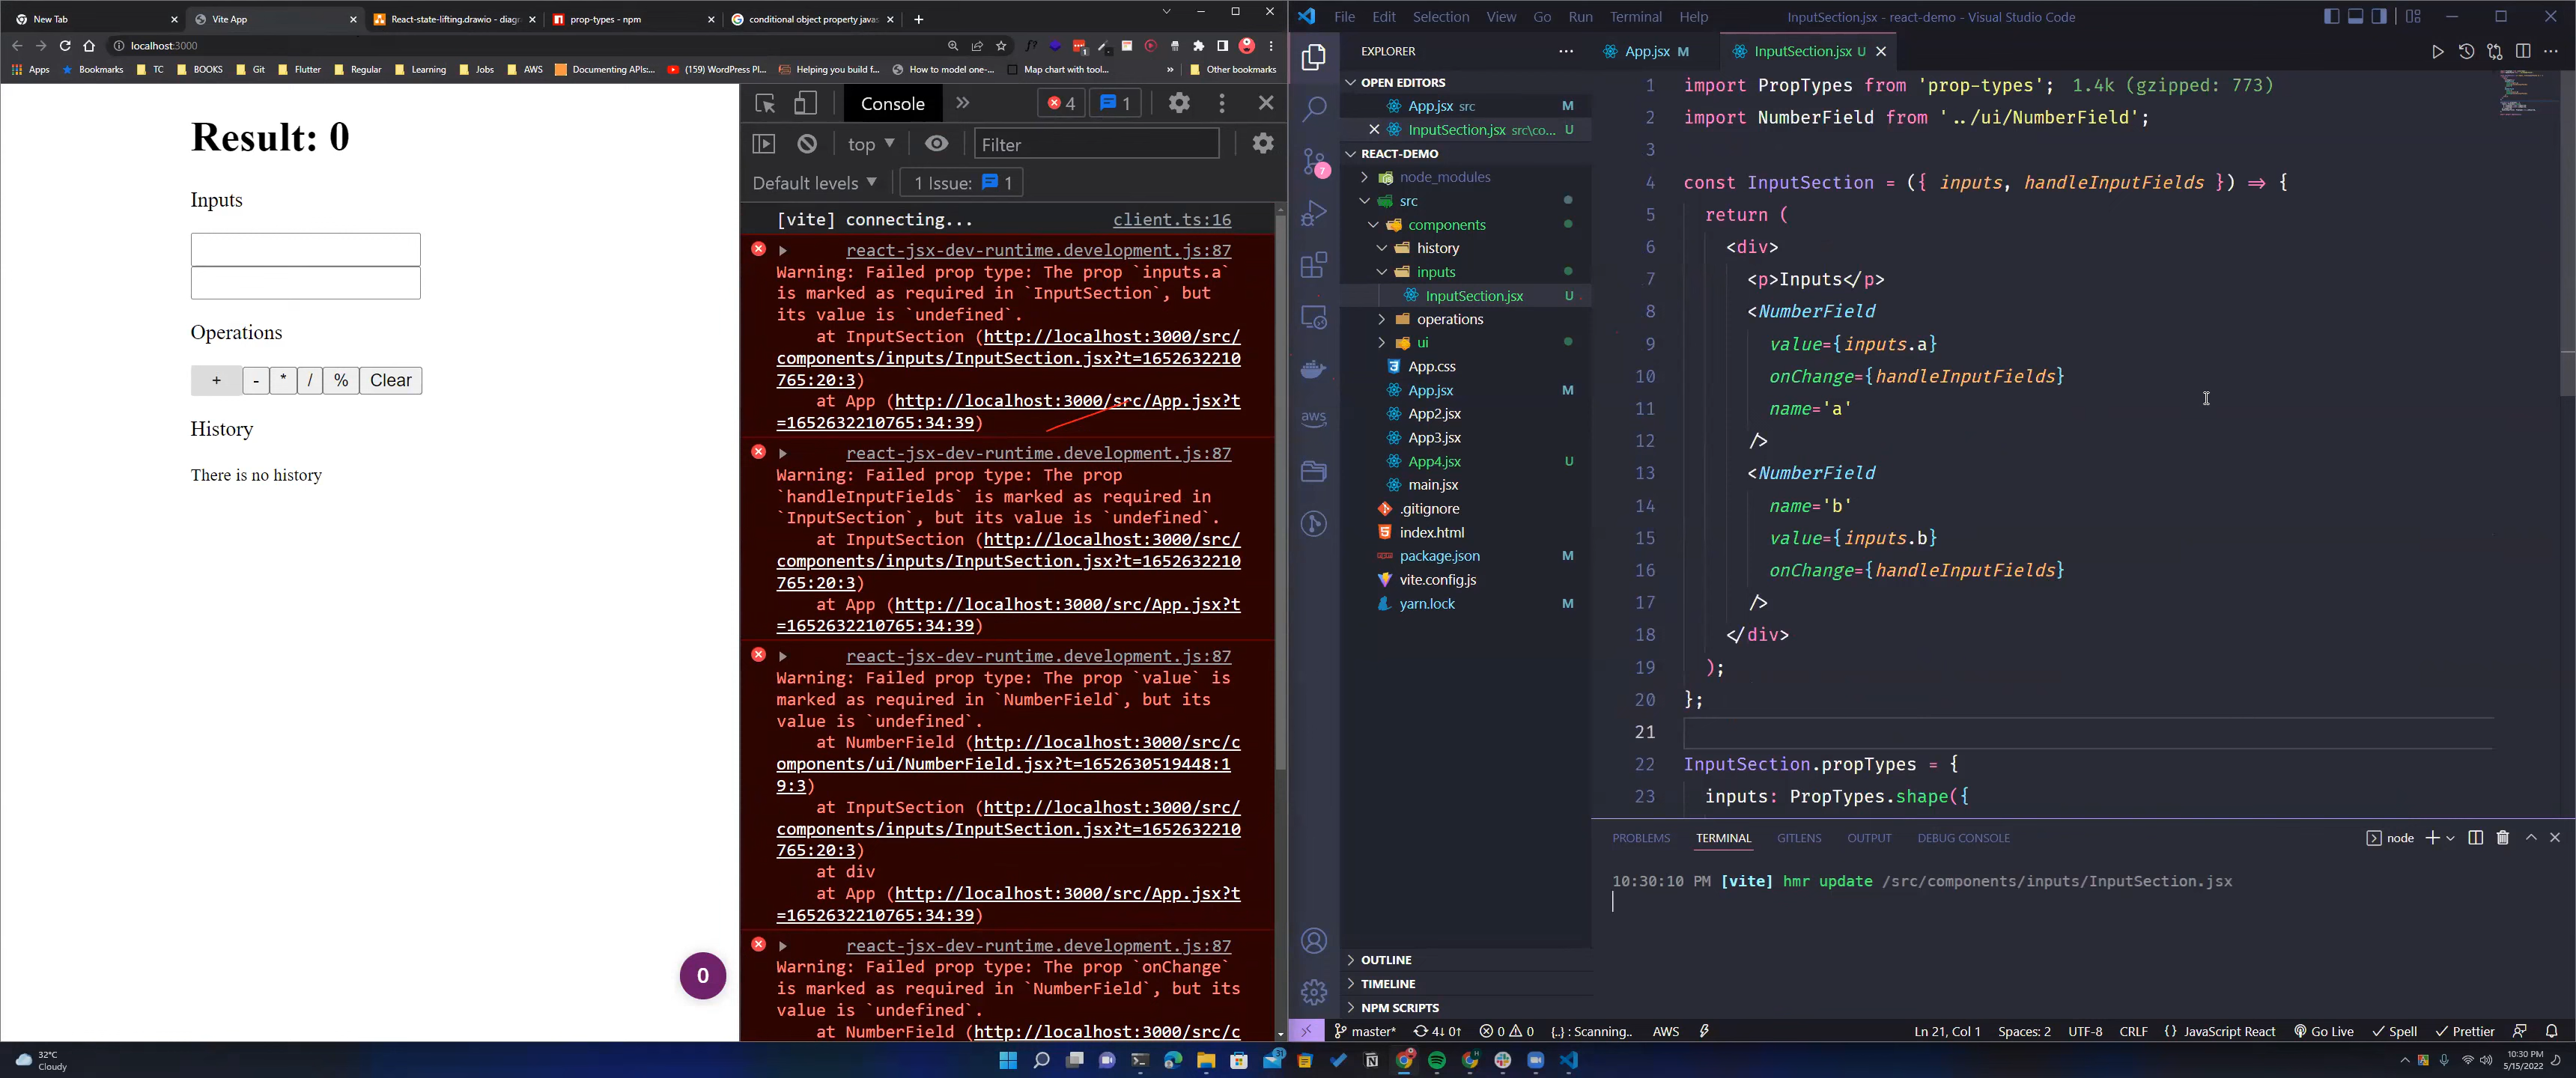 New Tab
Vite App
React-state-lifting.drawio - diag
prop-types - npm
conditional object property javas
localhost:3000
Apps
Bookmarks
TC
BOOKS
Git
Flutter
Regular
Learning
Jobs
AWS
Documenting APIs:...
(159) WordPress Pl...
Helping you build f...
How to model one-...
Map chart with tool...
»
Other bookmarks
Result: 0
Inputs
Operations
+
-
*
/
%
Clear
History
There is no history
0
Console
4
1
top
Filter
Default levels
1 Issue: 1
[vite] connecting... client.ts:16
react-jsx-dev-runtime.development.js:87
Warning: Failed prop type: The prop `inputs.a`
is marked as required in `InputSection`, but
its value is `undefined`.
at InputSection (http://localhost:3000/src/
components/inputs/InputSection.jsx?t=1652632210
765:20:3)
at App (http://localhost:3000/src/App.jsx?t
=1652632210765:34:39)
react-jsx-dev-runtime.development.js:87
Warning: Failed prop type: The prop
`handleInputFields` is marked as required in
`InputSection`, but its value is `undefined`.
at InputSection (http://localhost:3000/src/
components/inputs/InputSection.jsx?t=1652632210
765:20:3)
at App (http://localhost:3000/src/App.jsx?t
=1652632210765:34:39)
react-jsx-dev-runtime.development.js:87
Warning: Failed prop type: The prop `value` is
marked as required in `NumberField`, but its
value is `undefined`.
at NumberField (http://localhost:3000/src/c
omponents/ui/NumberField.jsx?t=1652630519448:1
9:3)
at InputSection (http://localhost:3000/src/
components/inputs/InputSection.jsx?t=1652632210
765:20:3)
at div
at App (http://localhost:3000/src/App.jsx?t
=1652632210765:34:39)
react-jsx-dev-runtime.development.js:87
Warning: Failed prop type: The prop `onChange`
is marked as required in `NumberField`, but its
value is `undefined`.
at NumberField (http://localhost:3000/src/c
File
Edit
Selection
View
Go
Run
Terminal
Help
InputSection.jsx - react-demo - Visual Studio Code
EXPLORER
OPEN EDITORS
App.jsx src M
InputSection.jsx src\co... U
REACT-DEMO
node_modules
src
components
history
inputs
InputSection.jsx U
operations
ui
App.css
App.jsx M
App2.jsx
App3.jsx
App4.jsx U
main.jsx
.gitignore
index.html
package.json M
vite.config.js
yarn.lock M
OUTLINE
TIMELINE
NPM SCRIPTS
7
aws
App.jsx M
InputSection.jsx U
1 import PropTypes from 'prop-types'; 1.4k (gzipped: 773)
2 import NumberField from '../ui/NumberField';
3
4 const InputSection = ({ inputs, handleInputFields }) => {
5 return (
6 <div>
7 <p>Inputs</p>
8 <NumberField
9 value={inputs.a}
10 onChange={handleInputFields}
11 name='a'
12 />
13 <NumberField
14 name='b'
15 value={inputs.b}
16 onChange={handleInputFields}
17 />
18 </div>
19 );
20 };
21
22 InputSection.propTypes = {
23 inputs: PropTypes.shape({
PROBLEMS
TERMINAL
GITLENS
OUTPUT
DEBUG CONSOLE
node
10:30:10 PM [vite] hmr update /src/components/inputs/InputSection.jsx
master*
4↓ 0↑
0 0
{..} : Scanning..
AWS
Ln 21, Col 1
Spaces: 2
UTF-8
CRLF
{} JavaScript React
Go Live
Spell
Prettier
32°C
Cloudy
10:30 PM
5/15/2022